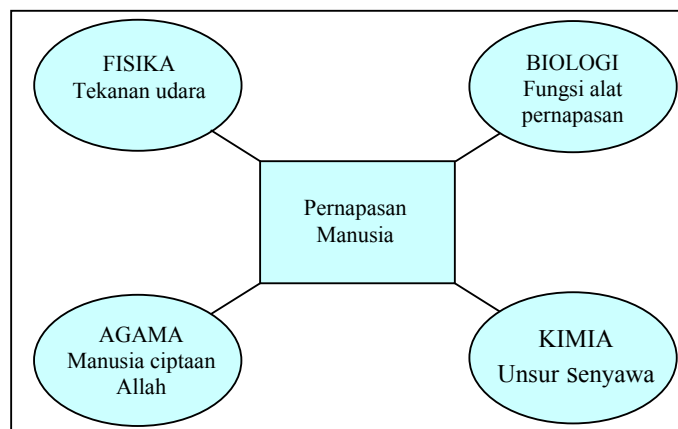 FISIKA
Tekanan udara
BIOLOGI
Fungsi alat
pernapasan
Pernapasan
Manusia
AGAMA
Manusia ciptaan
Allah
KIMIA
Unsur Senyawa